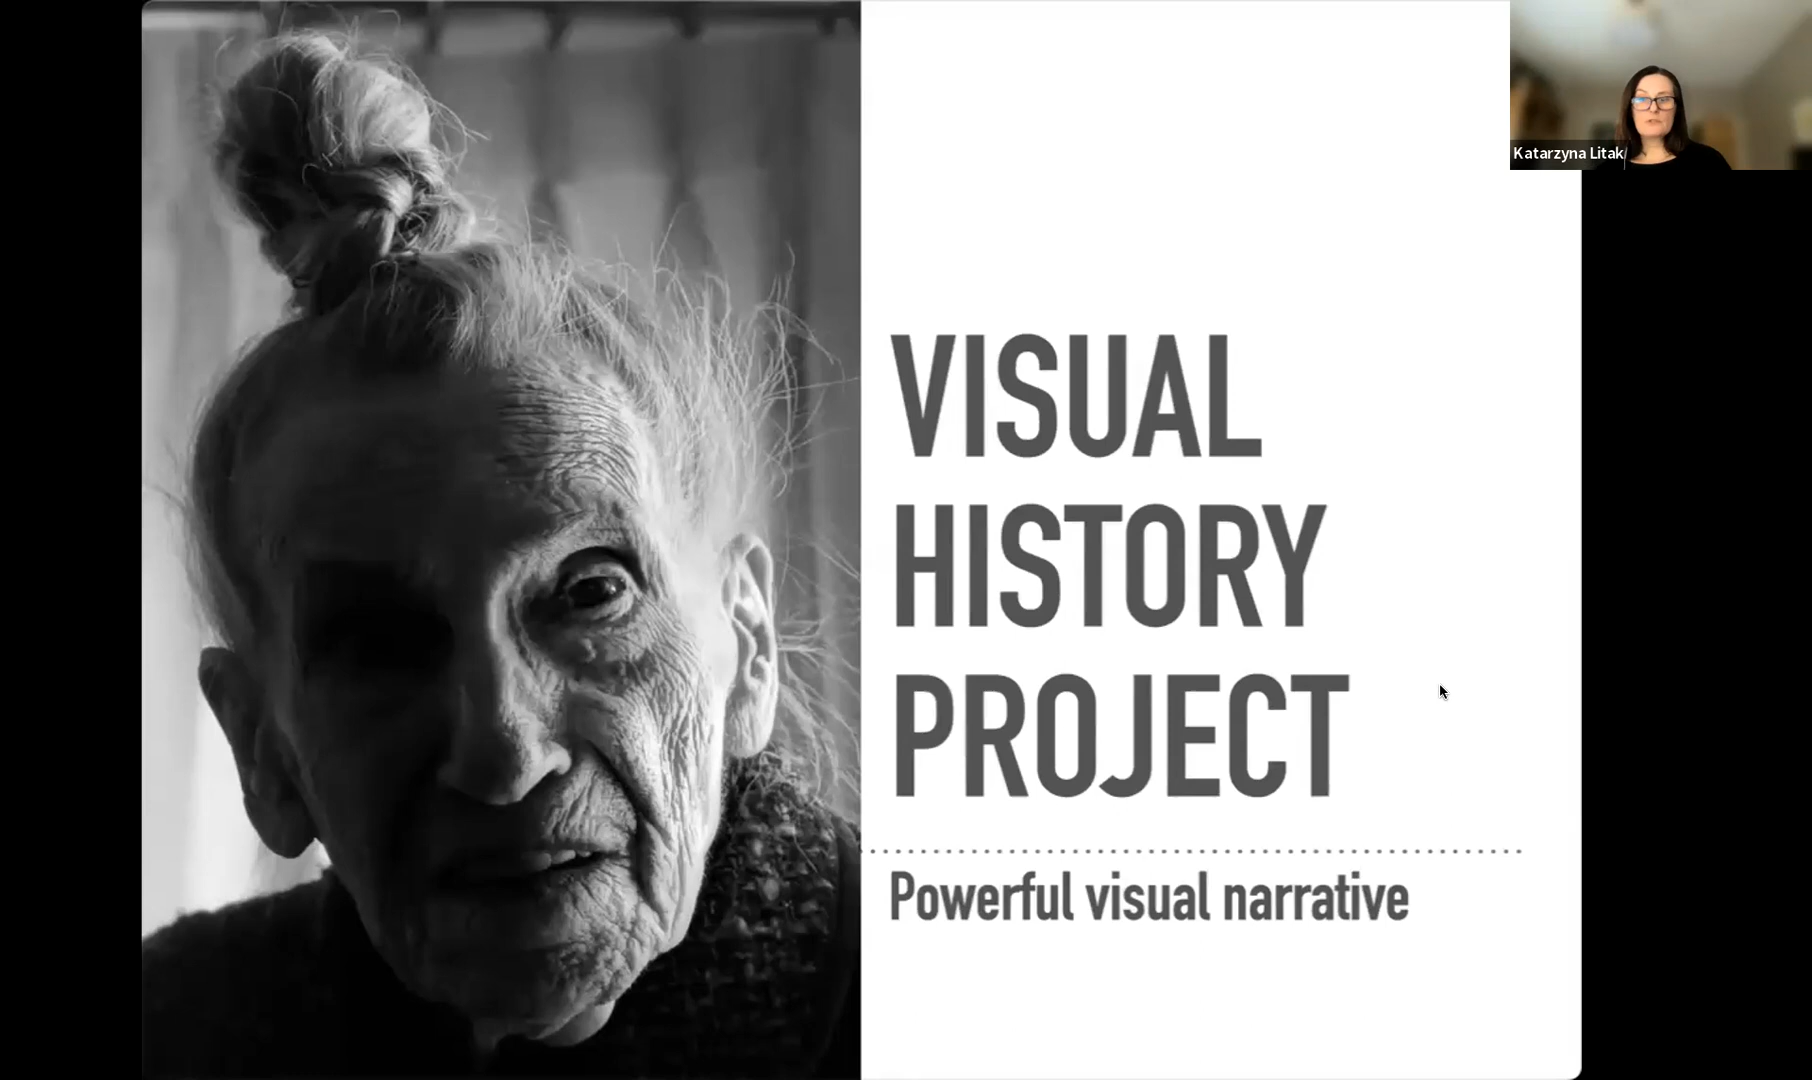 Katarzyna Litak
VISUAL
HISTORY
PROJECT
Powerful visual narrative